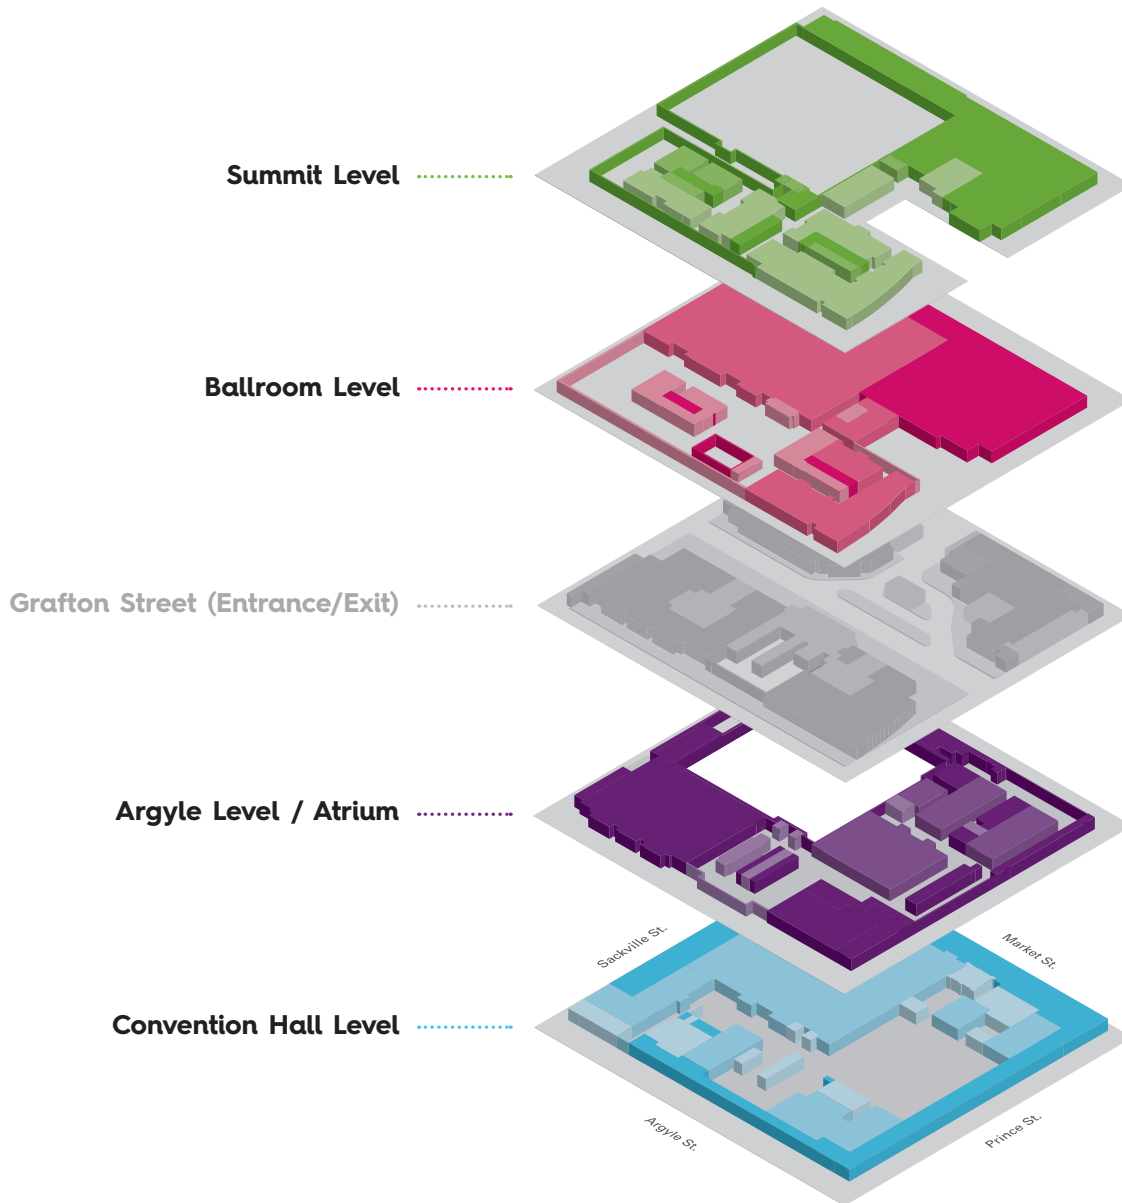 Summit Level
Ballroom Level
Grafton Street (Entrance/Exit)
Argyle Level / Atrium
Sackville St.
Market St.
Convention Hall Level
Argyle St.
Prince St.